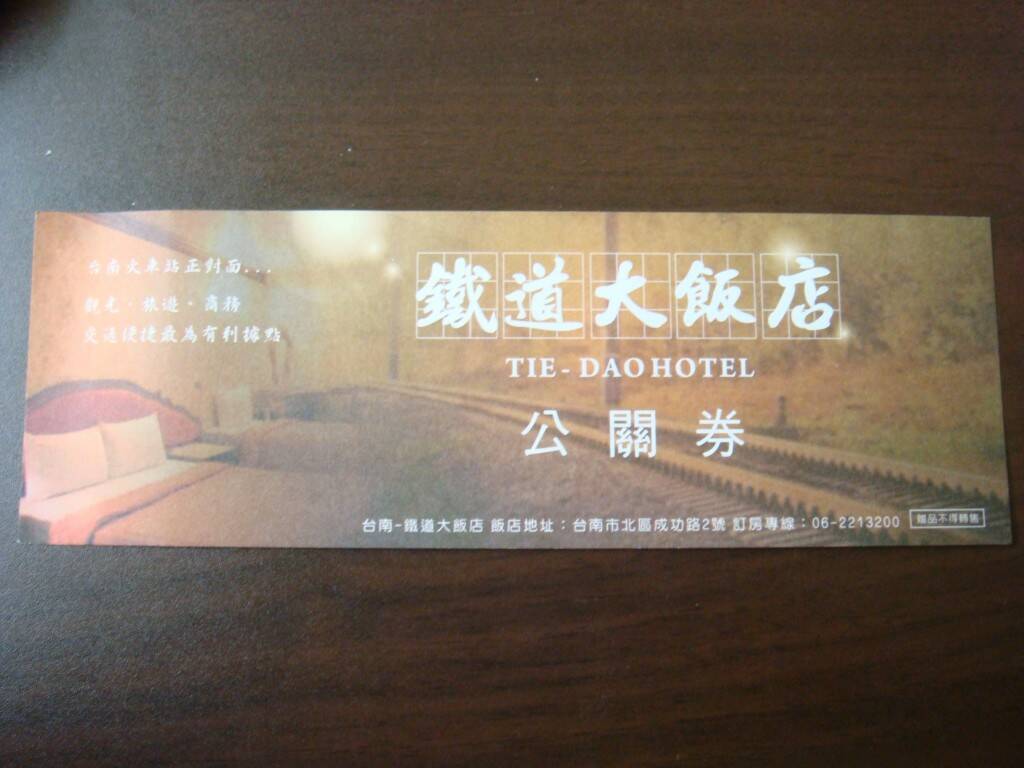 台南火車站正對面...
觀光·旅遊·商務
交通便捷最為有利據點
鐵道大飯店
TIE-DAO HOTEL
公關券
台南-鐵道大飯店 飯店地址：台南市北區成功路2號 訂房專線：06-2213200 贈品不得轉售